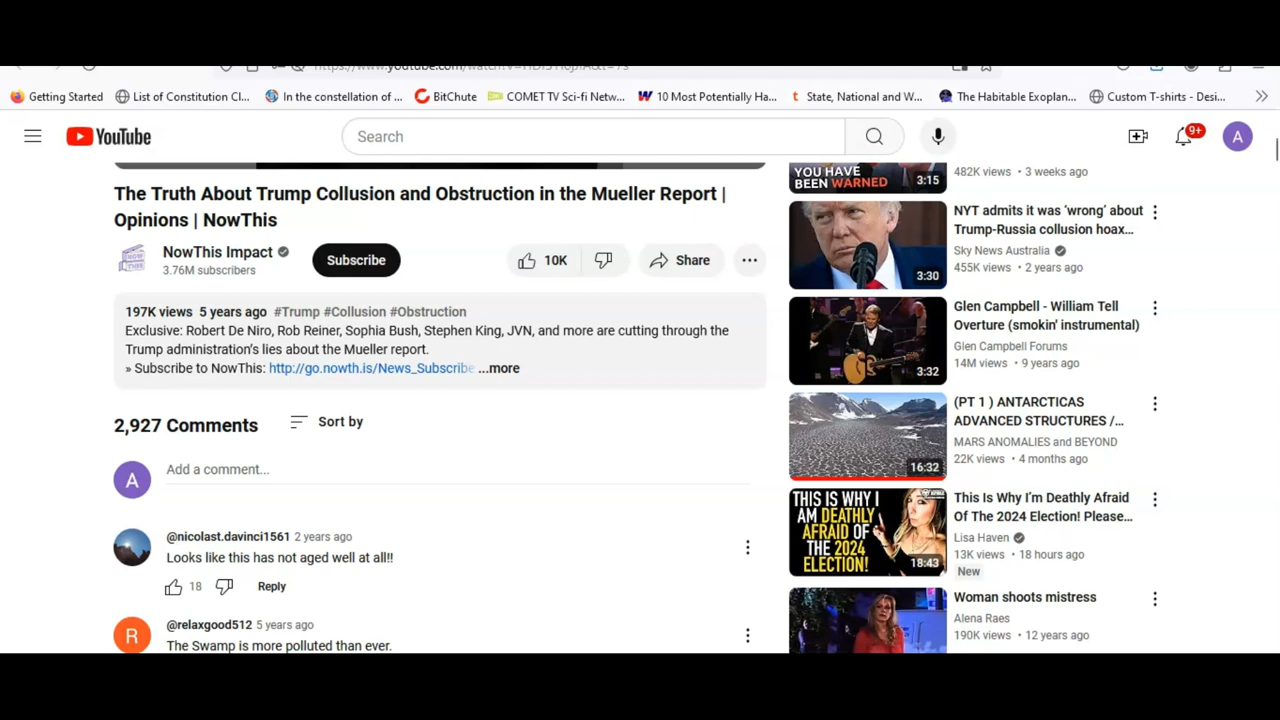 Getting Started
List of Constitution Cl...
In the constellation of ...
BitChute
COMET TV Sci-fi Netw...
10 Most Potentially Ha...
State, National and W...
The Habitable Exoplan...
Custom T-shirts - Desi...
YouTube
Search
9+
A
The Truth About Trump Collusion and Obstruction in the Mueller Report |
Opinions | NowThis
NowThis Impact
3.76M subscribers
Subscribe
10K
Share
197K views 5 years ago #Trump #Collusion #Obstruction
Exclusive: Robert De Niro, Rob Reiner, Sophia Bush, Stephen King, JVN, and more are cutting through the
Trump administration's lies about the Mueller report.
» Subscribe to NowThis: http://go.nowth.is/News_Subscribe ...more
2,927 Comments
Sort by
A
Add a comment...
@nicolast.davinci1561 2 years ago
Looks like this has not aged well at all!!
18
Reply
R
@relaxgood512 5 years ago
The Swamp is more polluted than ever.
YOU HAVE
BEEN WARNED
3:15
482K views • 3 weeks ago
3:30
NYT admits it was 'wrong' about
Trump-Russia collusion hoax...
Sky News Australia
455K views • 2 years ago
3:32
Glen Campbell - William Tell
Overture (smokin' instrumental)
Glen Campbell Forums
14M views • 9 years ago
16:32
(PT 1 ) ANTARCTICAS
ADVANCED STRUCTURES /...
MARS ANOMALIES and BEYOND
22K views • 4 months ago
THIS IS WHY I
AM DEATHLY
AFRAID OF
THE 2024
ELECTION!
18:43
This Is Why I'm Deathly Afraid
Of The 2024 Election! Please...
Lisa Haven
13K views • 18 hours ago
New
Woman shoots mistress
Alena Raes
190K views • 12 years ago